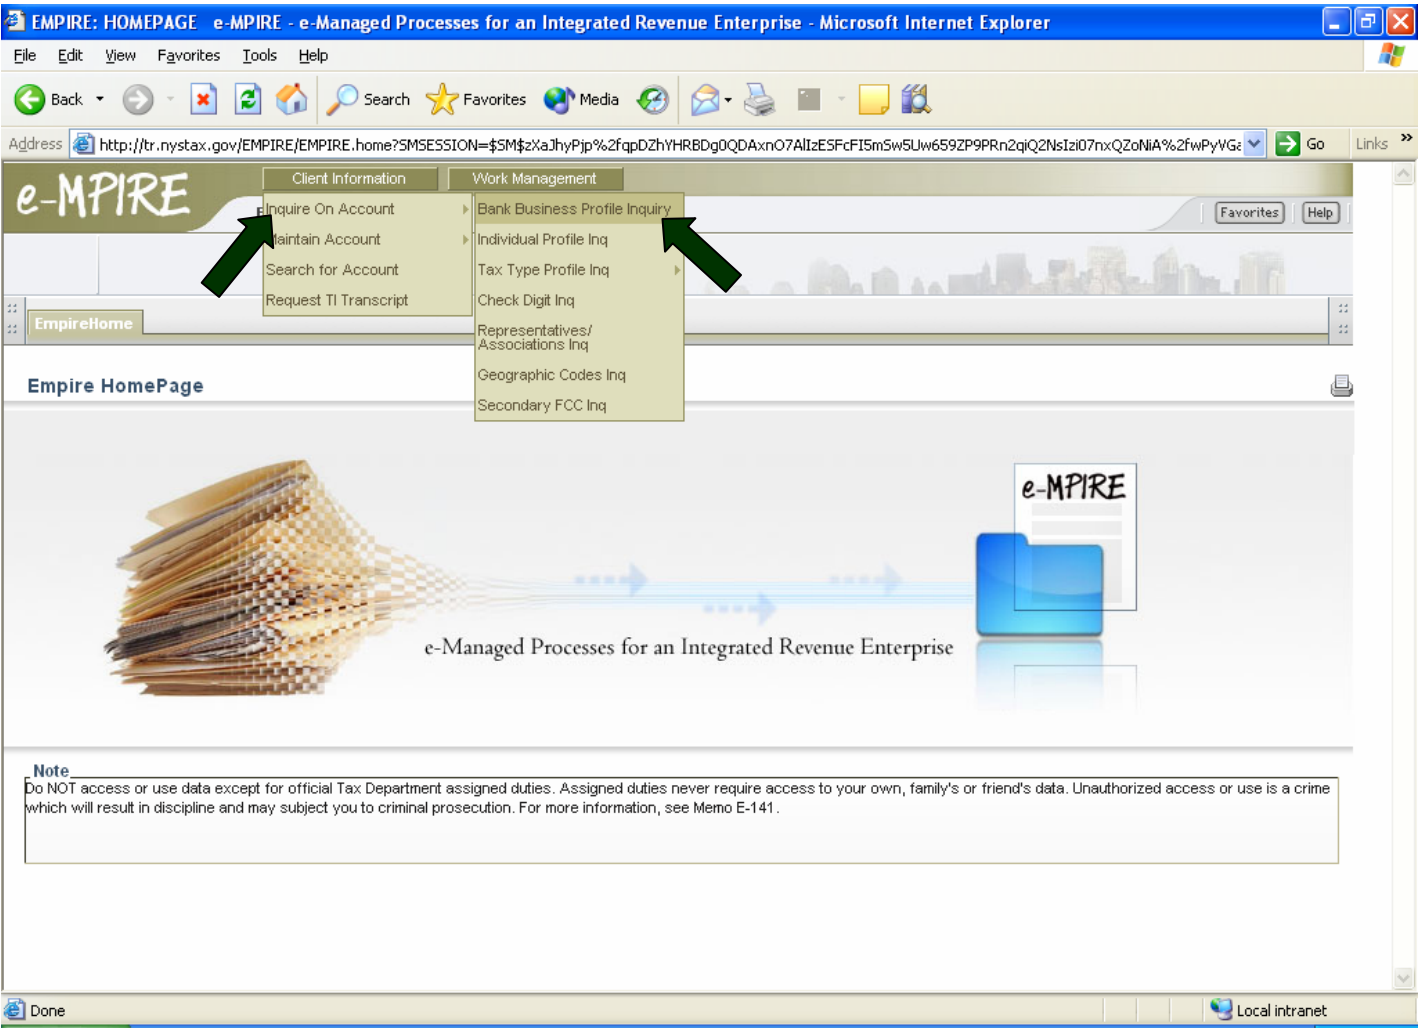 EMPIRE: HOMEPAGE e-MPIRE - e-Managed Processes for an Integrated Revenue Enterprise - Microsoft Internet Explorer
File Edit View Favorites Tools Help
Back Search Favorites Media
Address http://tr.nystax.gov/EMPIRE/EMPIRE.home?SMSESSION= Go Links »
e-MPIRE
Client Information Work Management
Inquire On Account Bank Business Profile Inquiry
Favorites Help
Maintain Account Individual Profile Inq
Search for Account Tax Type Profile Inq
Request TI Transcript Check Digit Inq
EmpireHome
Representatives/
Associations Inq
Geographic Codes Inq
Empire HomePage
Secondary FCC Inq
e-MPIRE
e-Managed Processes for an Integrated Revenue Enterprise
Note
Do NOT access or use data except for official Tax Department assigned duties. Assigned duties never require access to your own, family's or friend's data. Unauthorized access or use is a crime
which will result in discipline and may subject you to criminal prosecution. For more information, see Memo E-141.
Done Local intranet